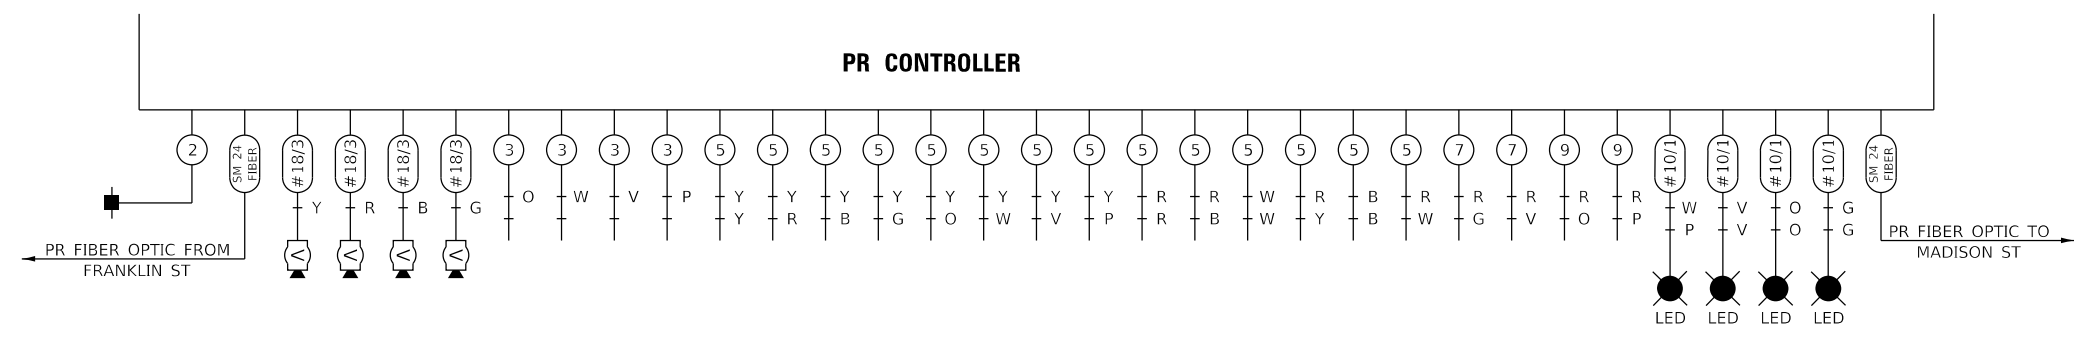 PR CONTROLLER
2
SM 24
FIBER
#18/3
#18/3
#18/3
#18/3
3
3
3
3
5
5
5
5
5
5
5
5
5
5
5
5
5
5
7
7
9
9
#10/1
#10/1
#10/1
#10/1
SM 24
FIBER
O W V P Y Y Y Y Y Y Y Y R R W R B R R R R R
Y R B G W V O G
Y R B G O W V P R B W Y B W G V O P
P V O G
V V V V
PR FIBER OPTIC FROM
FRANKLIN ST
PR FIBER OPTIC TO
MADISON ST
LED LED LED LED